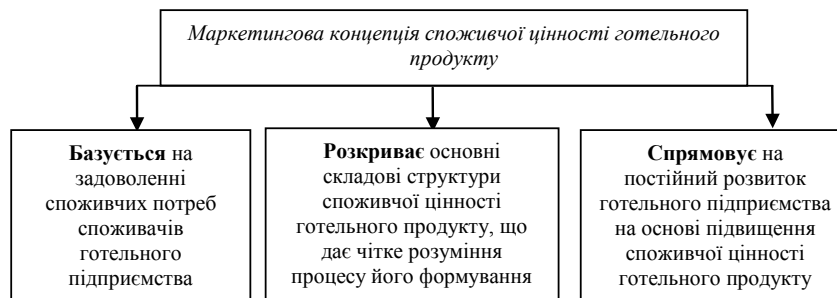 Маркетингова концепція споживчої цінності готельного
продукту
Базується на
задоволенні
споживчих потреб
споживачів
готельного
підприємства
Розкриває основні
складові структури
споживчої цінності
готельного продукту, що
дає чітке розуміння
процесу його формування
Спрямовує на
постійний розвиток
готельного підприємства
на основі підвищення
споживчої цінності
готельного продукту